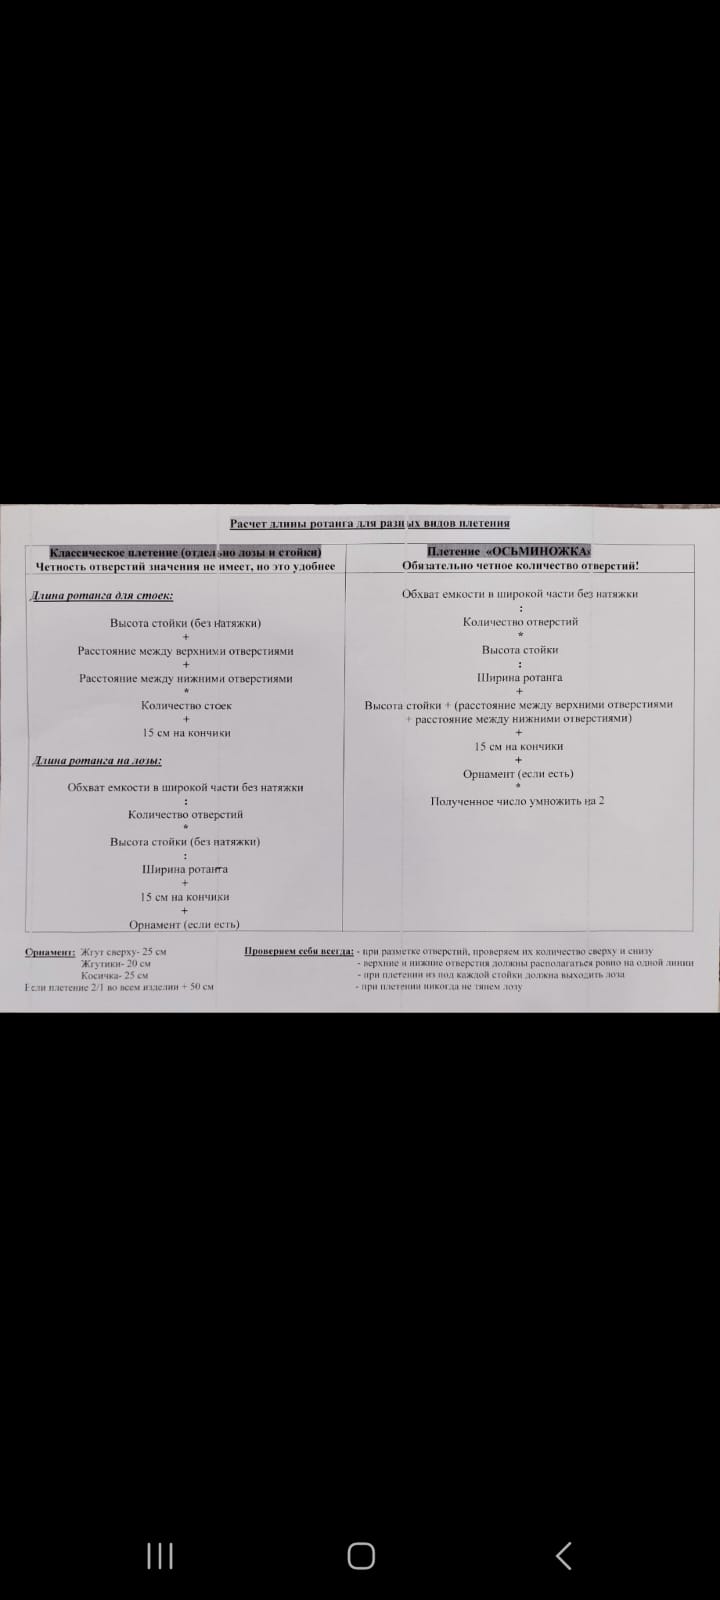 Расчет длины ротанга для разных видов плетения
Классическое плетение (отдельно лозы и стойки)
Четность отверстий значения не имеет, но это удобнее
Длина ротанга для стоек:
Высота стойки (без натяжки)
+
Расстояние между верхними отверстиями
+
Расстояние между нижними отверстиями
*
Количество стоек
+
15 см на кончики
Длина ротанга на лозы:
Обхват емкости в широкой части без натяжки
:
Количество отверстий
*
Высота стойки (без натяжки)
:
Ширина ротанга
+
15 см на кончики
+
Орнамент (если есть)
Плетение «ОСЬМИНОЖКА»
Обязательно четное количество отверстий!
Обхват емкости в широкой части без натяжки
:
Количество отверстий
*
Высота стойки
:
Ширина ротанга
+
Высота стойки + (расстояние между верхними отверстиями
+ расстояние между нижними отверстиями)
+
15 см на кончики
+
Орнамент (если есть)
*
Полученное число умножить на 2
Орнамент: Жгут сверху- 25 см
Жгутики- 20 см
Косичка- 25 см
Если плетение 2/1 во всем изделии + 50 см
Проверяем себя всегда: - при разметке отверстий, проверяем их количество сверху и снизу
- верхние и нижние отверстия должны располагаться ровно на одной линии
- при плетении из под каждой стойки должна выходить лоза
- при плетении никогда не тянем лозу